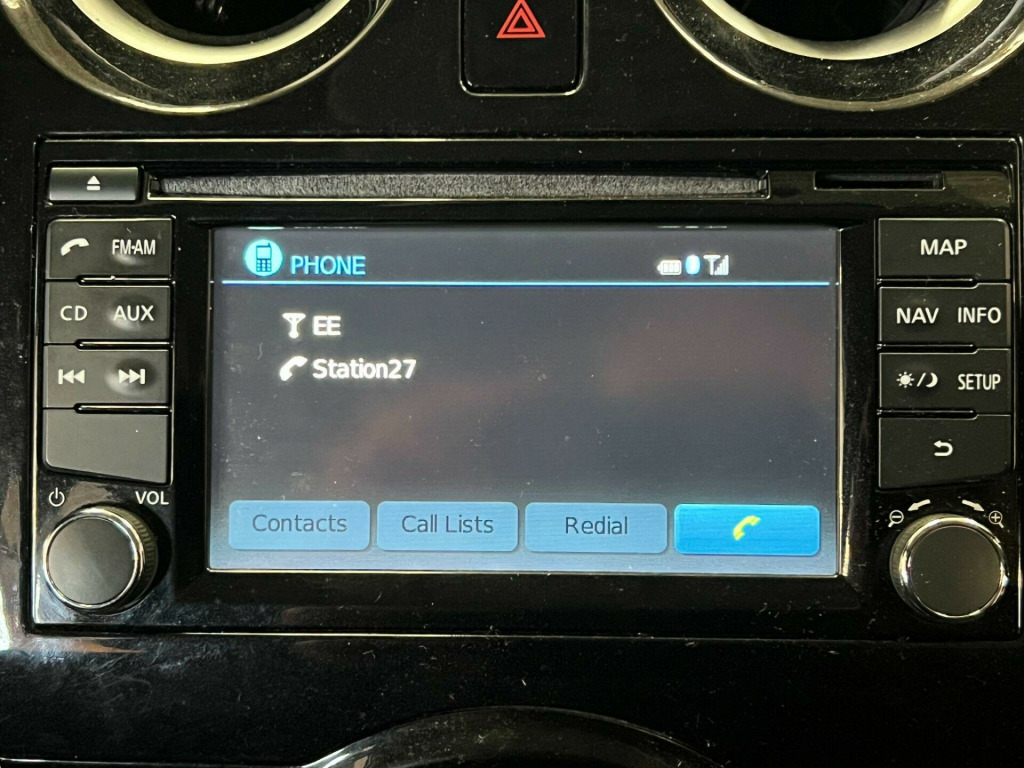 FM·AM
CD AUX
VOL
PHONE
EE
Station27
Contacts Call Lists Redial
MAP
NAV INFO
SETUP